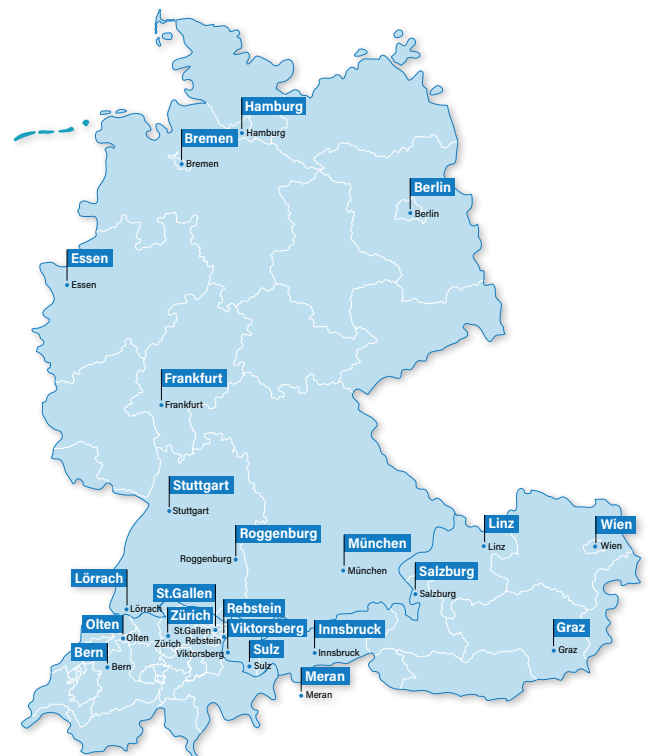 Hamburg
Hamburg
Bremen
Bremen
Berlin
Berlin
Essen
Essen
Frankfurt
Frankfurt
Stuttgart
Stuttgart
Roggenburg
Roggenburg
München
München
Linz
Linz
Wien
Wien
Salzburg
Salzburg
Lörrach
Lörrach
St.Gallen
St.Gallen
Rebstein
Rebstein
Zürich
Zürich
Olten
Olten
Viktorsberg
Viktorsberg
Innsbruck
Innsbruck
Graz
Graz
Bern
Bern
Sulz
Sulz
Meran
Meran